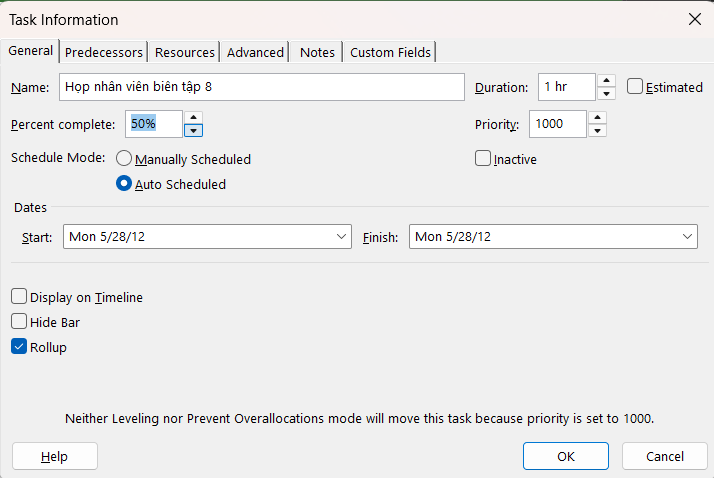 Task Information
General Predecessors Resources Advanced Notes Custom Fields
Name: Họp nhân viên biên tập 8 Duration: 1 hr Estimated
Percent complete: 50% Priority: 1000
Schedule Mode: Manually Scheduled Inactive
Auto Scheduled
Dates
Start: Mon 5/28/12 Finish: Mon 5/28/12
Display on Timeline
Hide Bar
Rollup
Neither Leveling nor Prevent Overallocations mode will move this task because priority is set to 1000.
Help OK Cancel